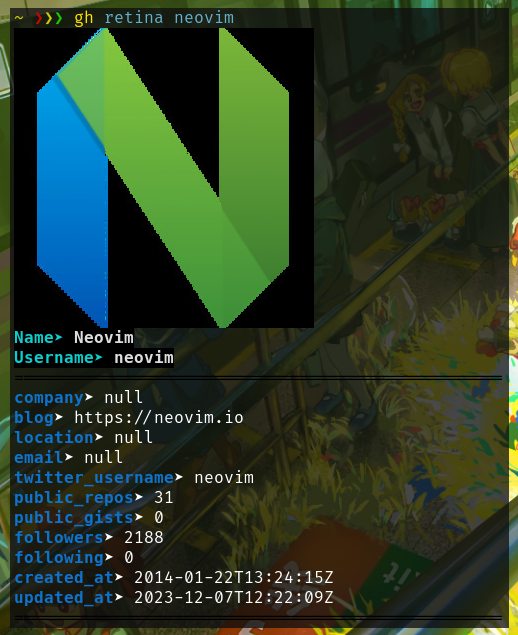 ~ ❯❯❯ gh retina neovim
Name➤ Neovim
Username➤ neovim
company➤ null
blog➤ https://neovim.io
location➤ null
email➤ null
twitter_username➤ neovim
public_repos➤ 31
public_gists➤ 0
followers➤ 2188
following➤ 0
created_at➤ 2014-01-22T13:24:15Z
updated_at➤ 2023-12-07T12:22:09Z